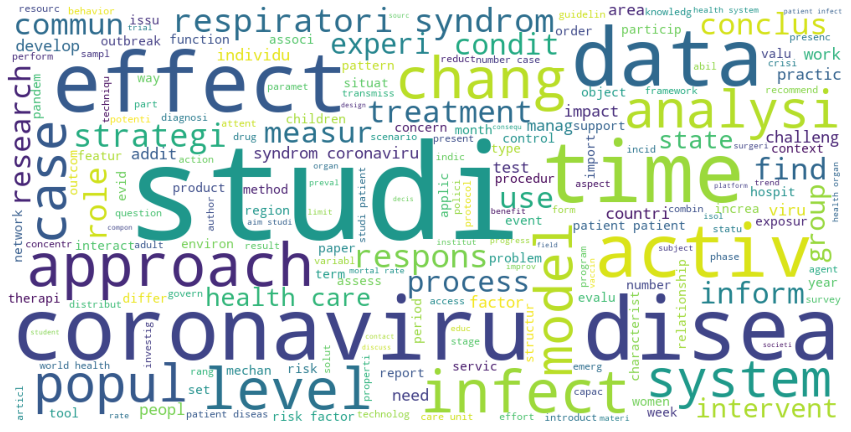 resourc
behavior
commun
trial
issu
respiratori syndrom
sourc
guidelin
area
knowledg
health system
patient infect
conclus
develop
outbreak
function
associ
experi
condit
order
particip
presenc
perform
sampl
individu
pattern
reduct
number case
data
valu
work
abil
crisi
practic
effect
chang
pandem
techniqu
way
situat
transmiss
object
framework
recommend
research
potenti
paramet
attent
treatment
design
impact
analysi
part
diagnosi
children
concern
manag
support
strategi
measur
drug
scenario
consequ
present
month
control
state
incid
surgeri
challeng
case
outcom
featur
addit
action
syndrom coronaviru
organ
indic
type
import
context
role
evid
product
method
preval
test
procedur
time
aspect
platform
trend
find
hospit
health organ
studi
question
author
region
limit
aim studi
studi patient
decis
applic
polici
protocol
use
benefit
event
form
countri
combin
isol
increa
viru
exposur
group
network
compon
interact
environ
adult
result
paper
institut
progress
field
patient patient
statu
concentr
approach
variabl
term
assess
respons
problem
improv
model
program
vaccin
activ
subject
phase
agent
year
survey
therapi
differ
govern
mortal rate
process
evalu
number
relationship
distribut
health care
period
access
factor
structur
characterist
inform
student
coronaviru
disea
investig
contact
discuss
educ
stage
societi
world health
rang
mechan
risk
solut
properti
report
servic
emerg
popul
level
set
need
infect
system
articl
tool
peopl
capac
women
rate
patient diseas
risk factor
technolog
care unit
effort
introduct
materi
week
intervent